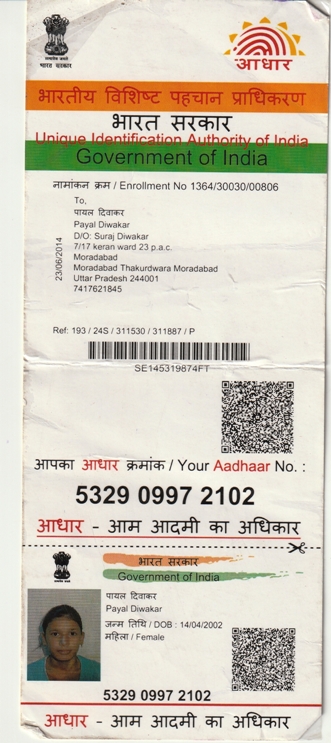 भारत सरकार
आधार
भारतीय विशिष्ट पहचान प्राधिकरण
भारत सरकार
Unique Identification Authority of India
Government of India
नामांकन क्रम / Enrollment No 1364/30030/00806
To,
पायल दिवाकर
Payal Diwakar
D/O: Suraj Diwakar
7/17 keran ward 23 p.a.c.
Moradabad
Moradabad Thakurdwara Moradabad
Uttar Pradesh 244001
7417621845
23/06/2014
Ref: 193 / 24S / 311530 / 311887 / P
SE145319874FT
आपका आधार क्रमांक / Your Aadhaar No. :
5329 0997 2102
आधार - आम आदमी का अधिकार
भारत सरकार
Government of India
पायल दिवाकर
Payal Diwakar
जन्म तिथि / DOB : 14/04/2002
महिला / Female
5329 0997 2102
आधार - आम आदमी का अधिकार